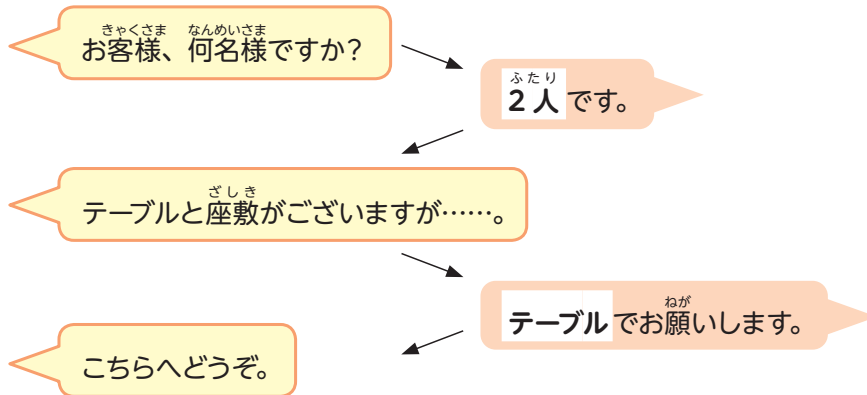 きゃくさま なんめいさま
お客様、何名様ですか？
ふたり
2人です。
ざしき
テーブルと座敷がございますが……。
ねが
テーブルでお願いします。
こちらへどうぞ。